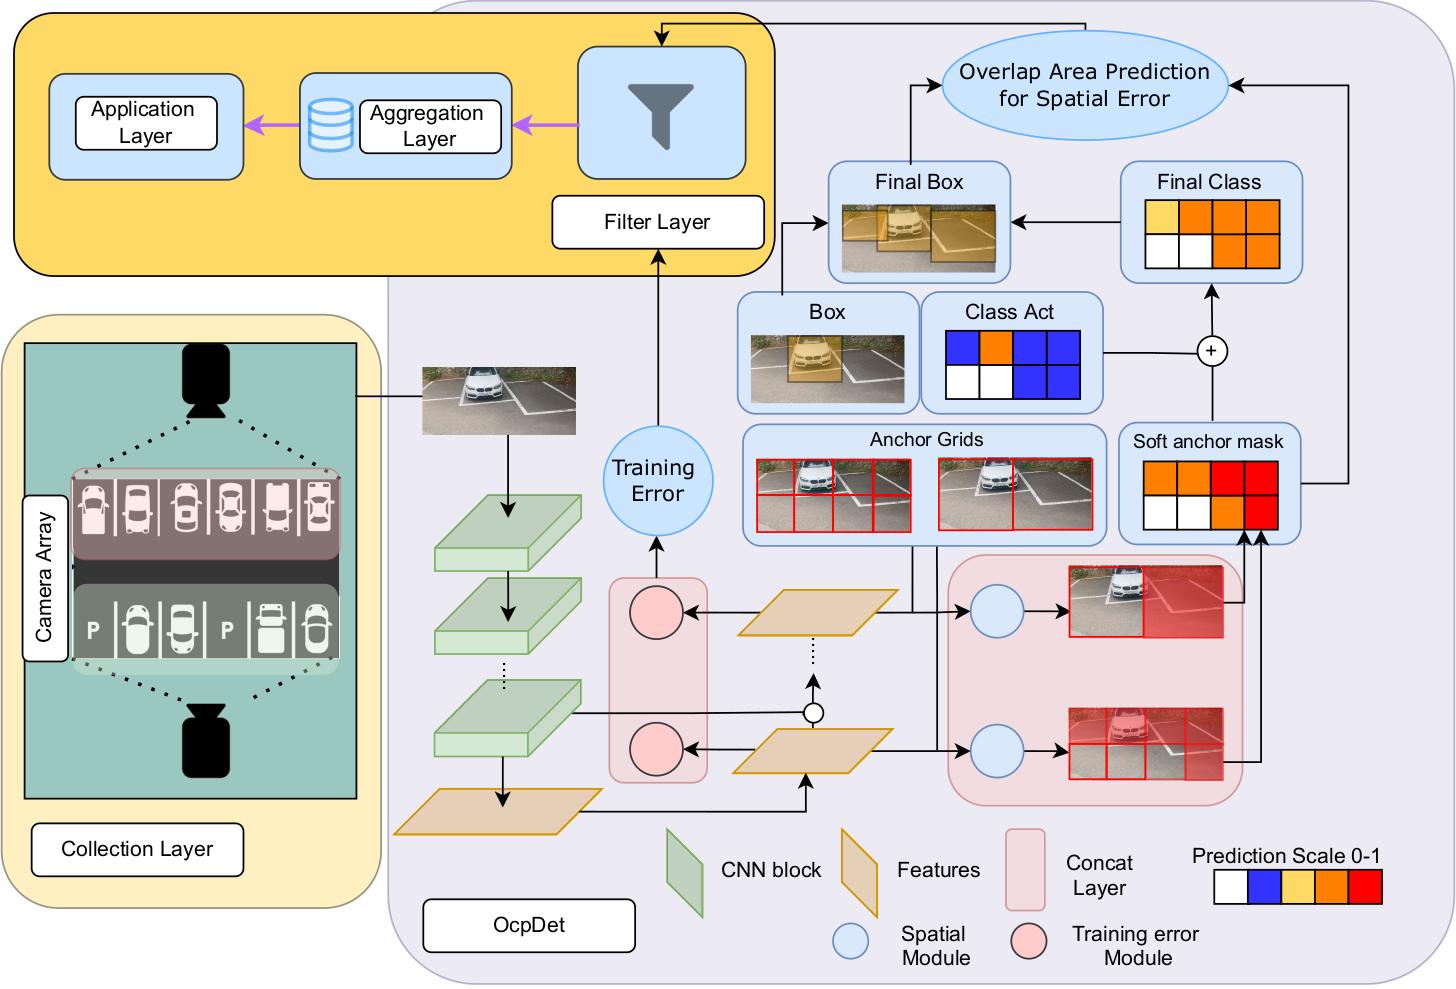 Overlap Area Prediction
for Spatial Error
Application
Layer
Aggregation
Layer
Filter Layer
Final Box
Final Class
Box
Class Act
+
Training
Error
Anchor Grids
Soft anchor mask
Camera Array
P
P
Collection Layer
CNN block
Features
Concat
Layer
Prediction Scale 0-1
OcpDet
Spatial
Module
Training error
Module